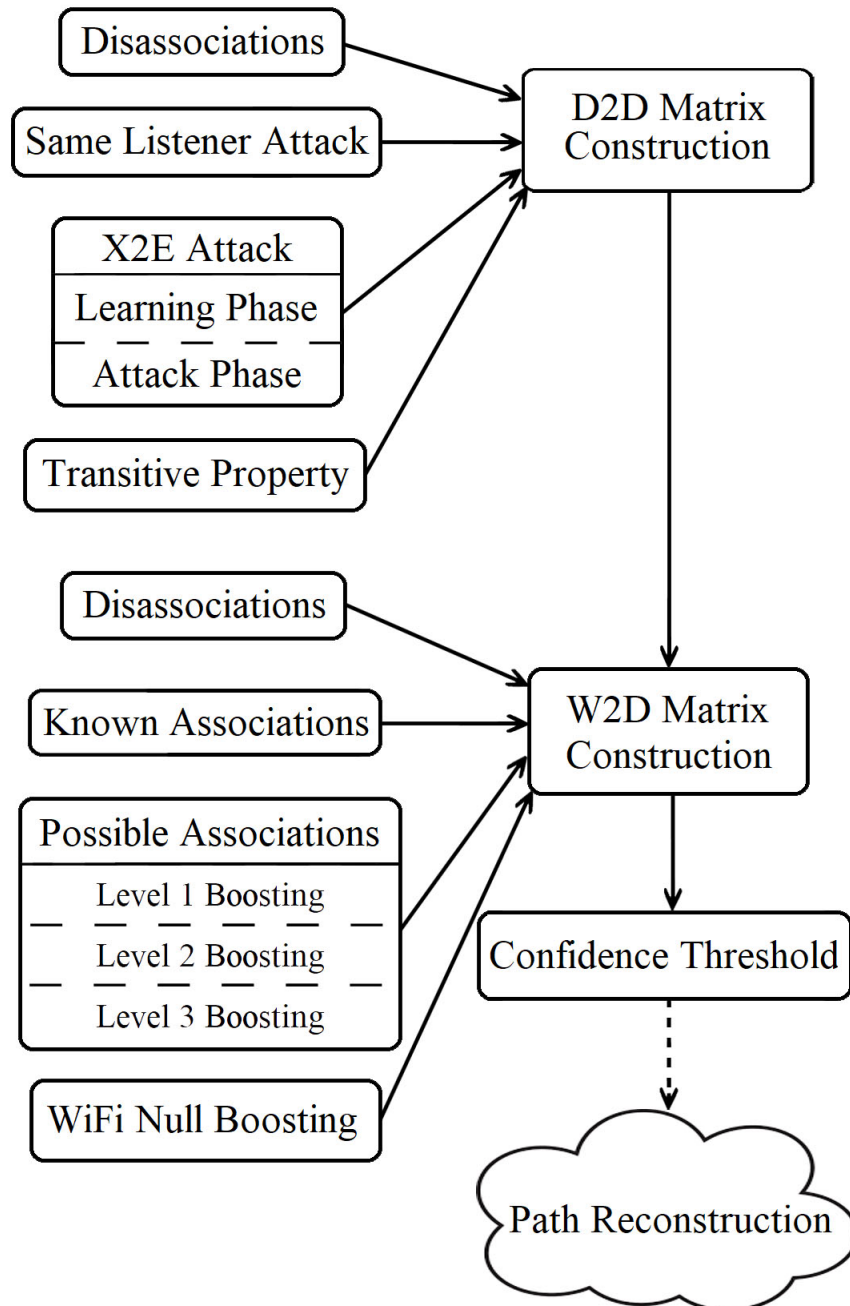 Disassociations
D2D Matrix
Construction
Same Listener Attack
X2E Attack
Learning Phase
Attack Phase
Transitive Property
Disassociations
Known Associations
W2D Matrix
Construction
Possible Associations
Level 1 Boosting
Level 2 Boosting
Level 3 Boosting
Confidence Threshold
WiFi Null Boosting
Path Reconstruction